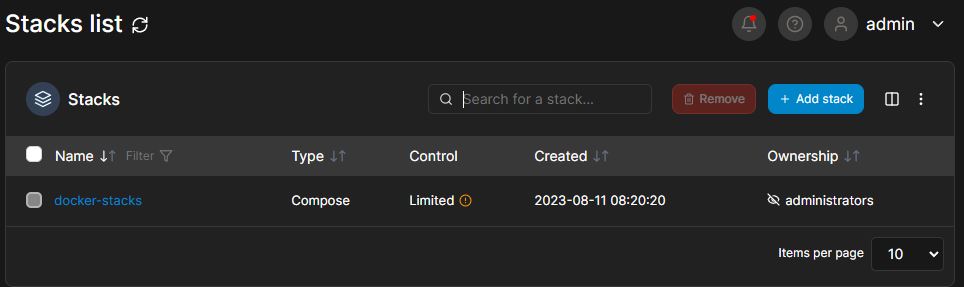 Stacks list
admin
Stacks
Search for a stack...
Remove
+ Add stack
Name Filter Type Control Created Ownership
docker-stacks Compose Limited 2023-08-11 08:20:20 administrators
Items per page 10